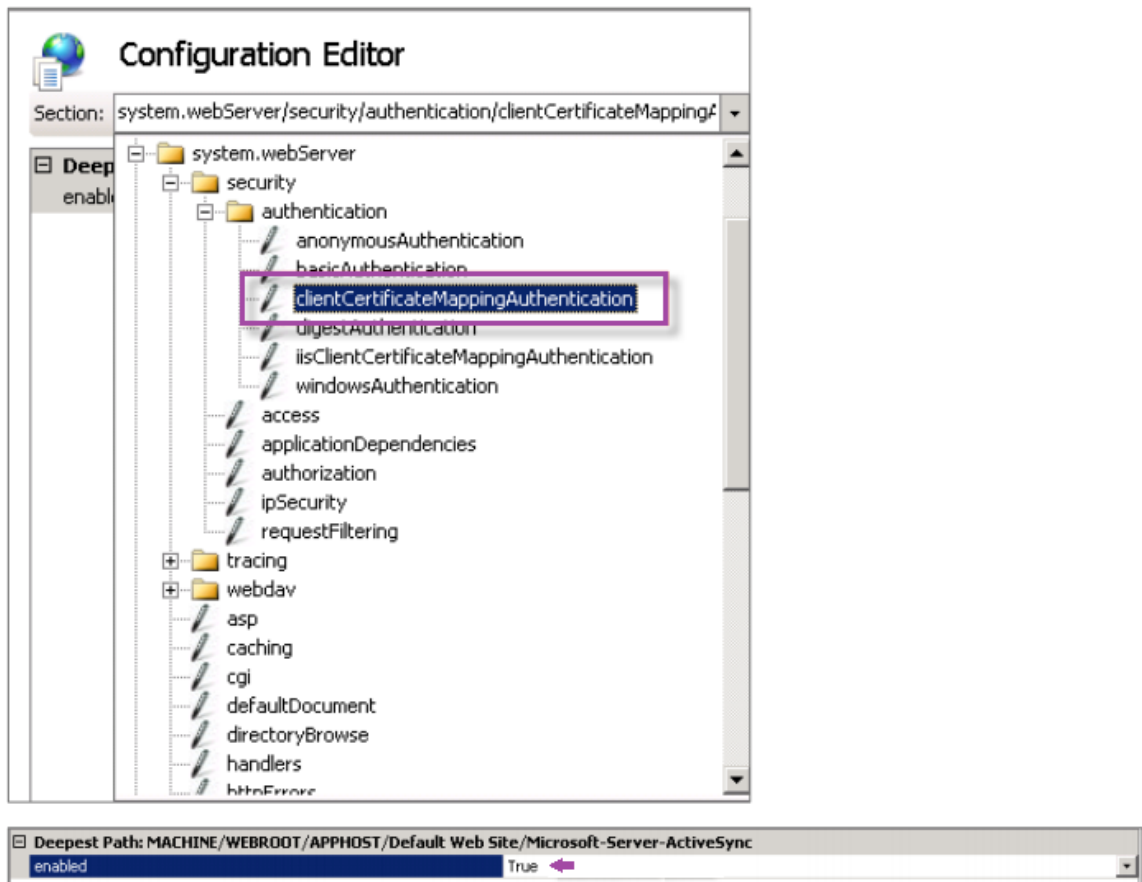 Configuration Editor
Section: system.webServer/security/authentication/clientCertificateMappingA
Deep
enabl
system.webServer
security
authentication
anonymousAuthentication
basicAuthentication
clientCertificateMappingAuthentication
digestAuthentication
iisClientCertificateMappingAuthentication
windowsAuthentication
access
applicationDependencies
authorization
ipSecurity
requestFiltering
tracing
webdav
asp
caching
cgi
defaultDocument
directoryBrowse
handlers
httpErrors
Deepest Path: MACHINE/WEBROOT/APPHOST/Default Web Site/Microsoft-Server-ActiveSync
enabled True